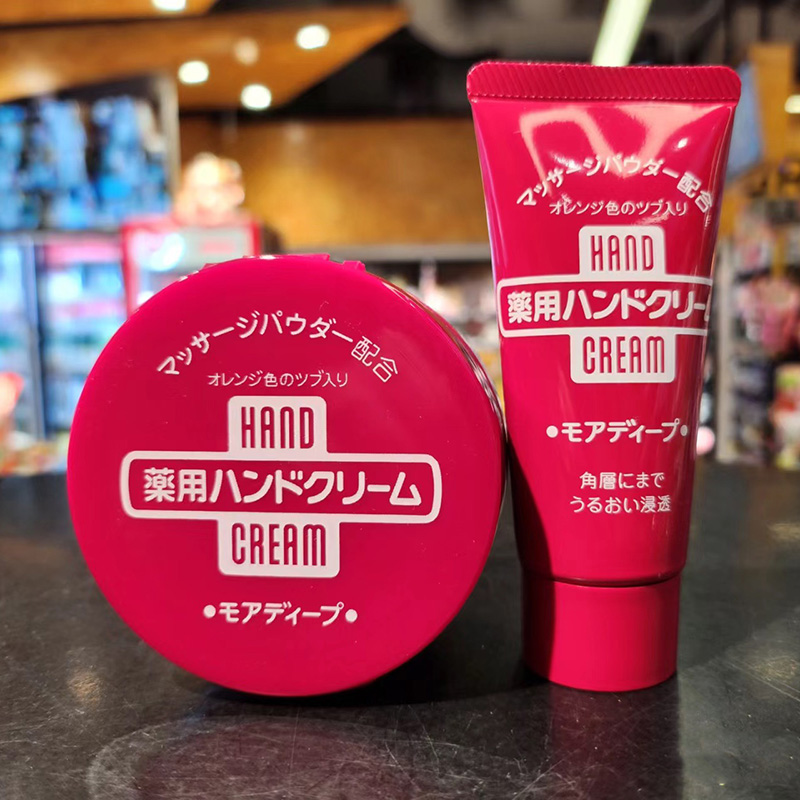 マッサージパウダー配合
オレンジ色のツブ入り
HAND
薬用ハンドクリーム
CREAM
•モアディープ•
マッサージパウダー配合
オレンジ色のツブ入り
HAND
薬用ハンドクリーム
CREAM
•モアディープ•
角層にまで
うるおい浸透